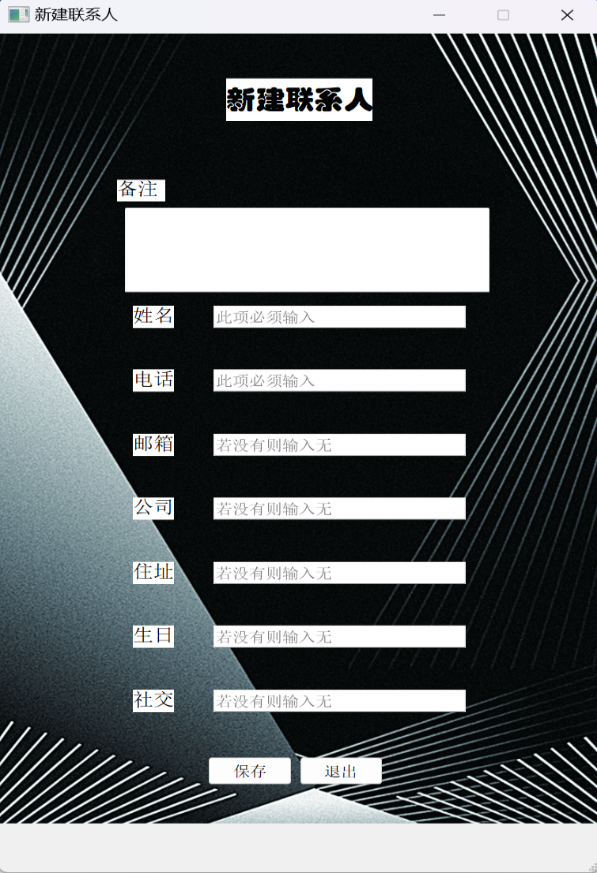 新建联系人
新建联系人
备注
姓名 此项必须输入
电话 此项必须输入
邮箱 若没有则输入无
公司 若没有则输入无
住址 若没有则输入无
生日 若没有则输入无
社交 若没有则输入无
保存 退出